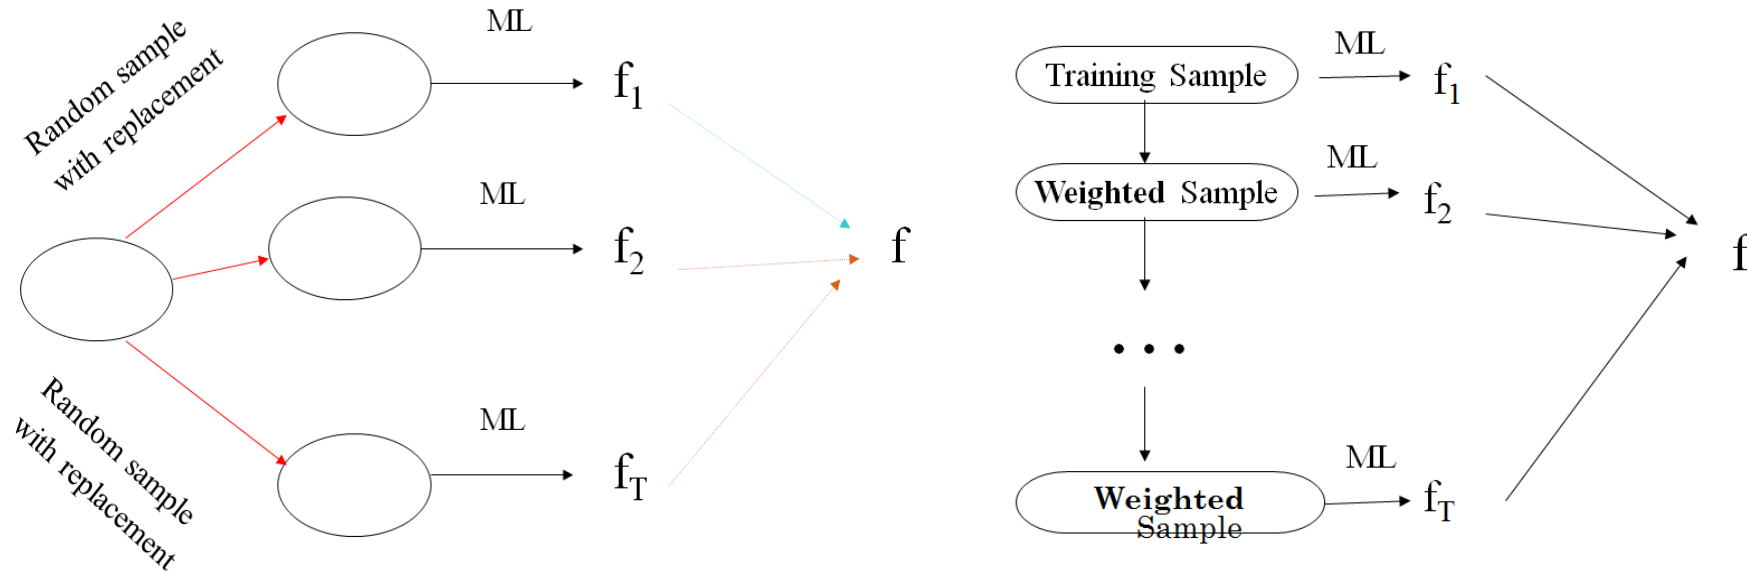 Random sample
with replacement
ML
f1
ML
f2
f
Random sample
with replacement
ML
fT
Training Sample
ML
f1
Weighted Sample
ML
f2
f
• • •
Weighted
Sample
ML
fT